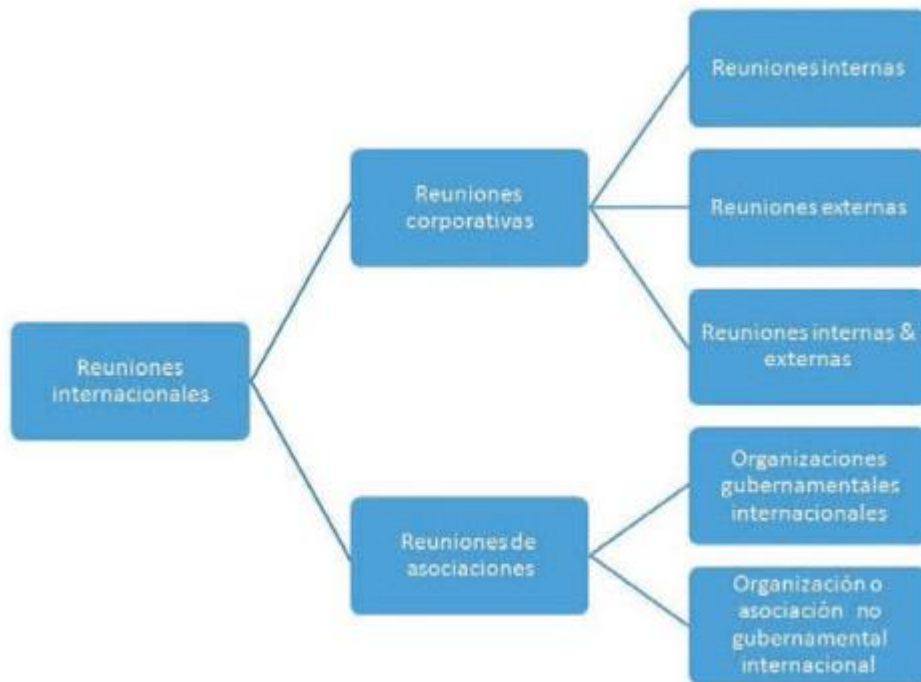 Reuniones
internacionales
Reuniones
corporativas
Reuniones internas
Reuniones externas
Reuniones internas &
externas
Reuniones de
asociaciones
Organizaciones
gubernamentales
internacionales
Organización o
asociación no
gubernamental
internacional